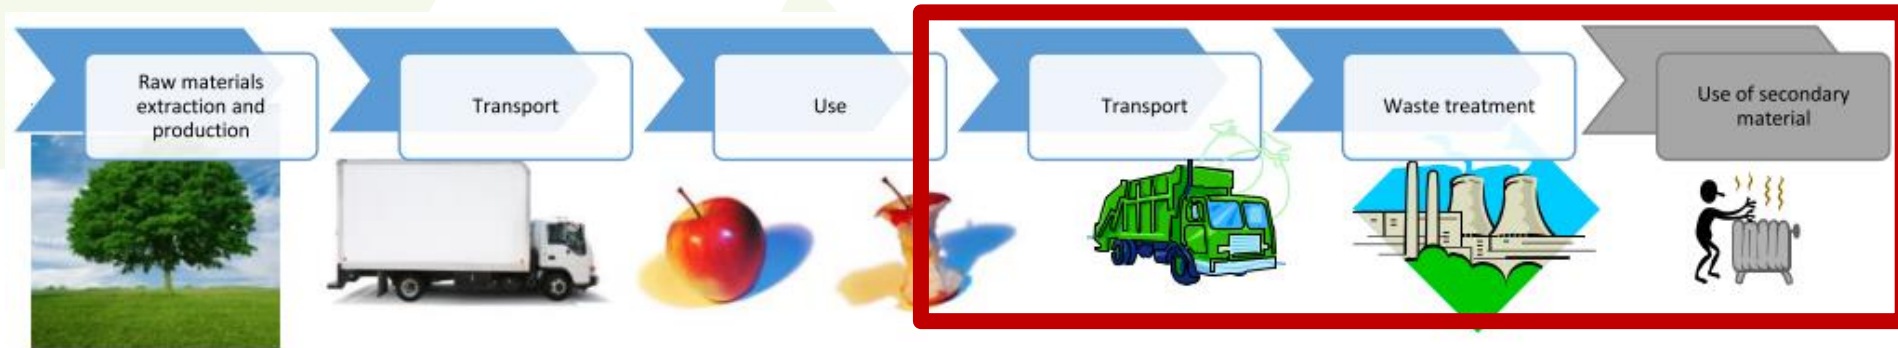 Raw materials
extraction and
production
Transport
Use
Transport
Waste treatment
Use of secondary
material